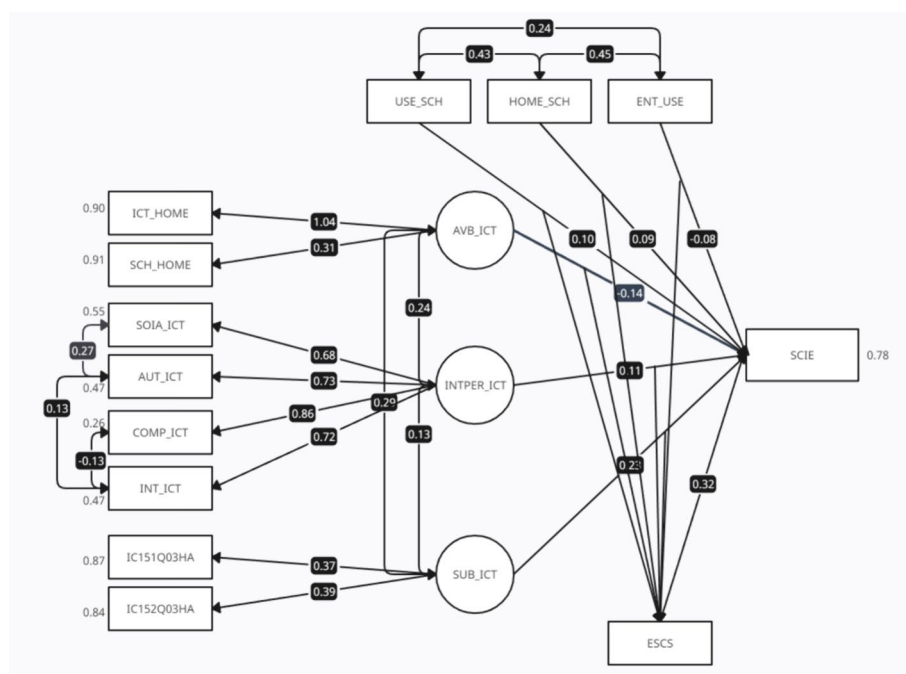 0.24
0.43
0.45
USE_SCH
HOME_SCH
ENT_USE
0.90
ICT_HOME
1.04
AVB_ICT
0.31
0.91
SCH_HOME
0.10
0.09
-0.08
-0.14
0.24
0.55
SOIA_ICT
0.27
0.68
SCIE
0.78
AUT_ICT
0.73
INTPER_ICT
0.11
0.47
0.13
0.29
0.86
0.26
COMP_ICT
0.72
0.13
-0.13
INT_ICT
0.47
0.32
0.87
IC151Q03HA
0.37
SUB_ICT
0.39
0.84
IC152Q03HA
ESCS